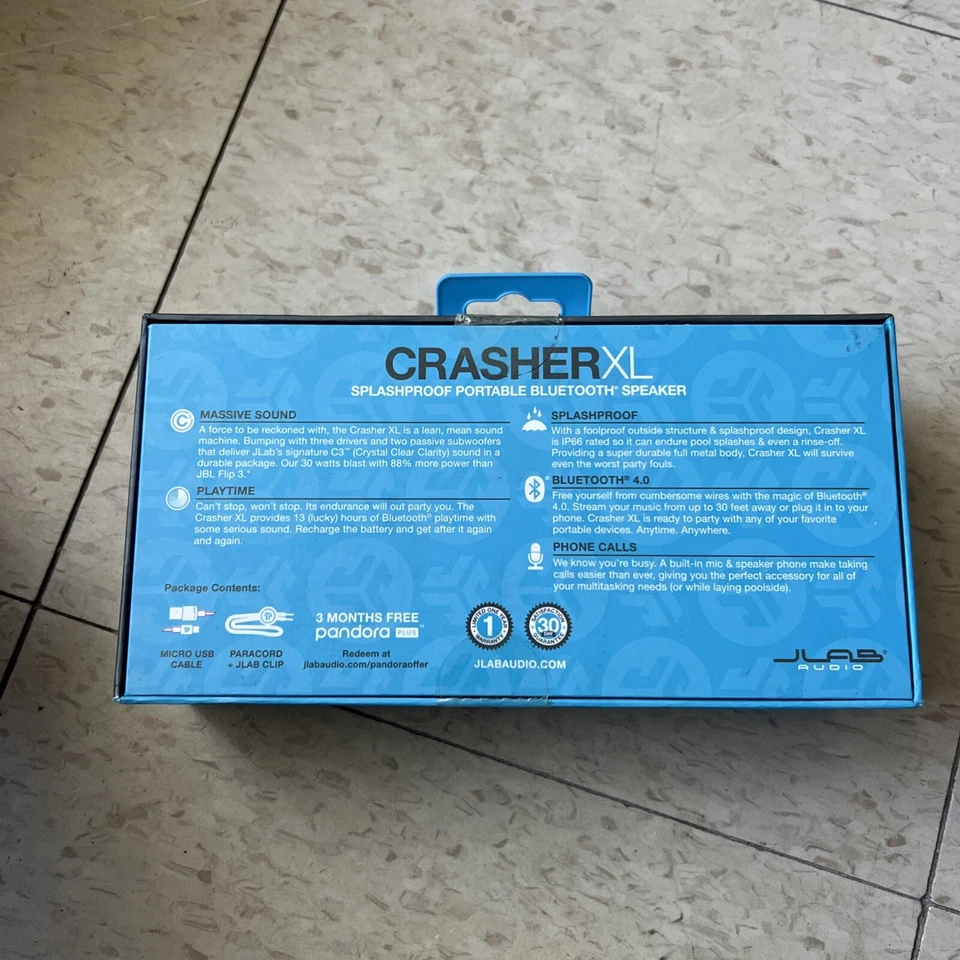 CRASHERXL
SPLASHPROOF PORTABLE BLUETOOTH® SPEAKER
MASSIVE SOUND
A force to be reckoned with, the Crasher XL is a lean, mean sound
machine. Bumping with three drivers and two passive subwoofers
that deliver JLab's signature C3™ (Crystal Clear Clarity) sound in a
durable package. Our 30 watts blast with 88% more power than
JBL Flip 3.*
PLAYTIME
Can't stop, won't stop. Its endurance will out party you. The
Crasher XL provides 13 (lucky) hours of Bluetooth® playtime with
some serious sound. Recharge the battery and get after it again
and again.
SPLASHPROOF
With a foolproof outside structure & splashproof design, Crasher XL
is IP66 rated so it can endure pool splashes & even a rinse-off.
Providing a super durable full metal body, Crasher XL will survive
even the worst party fouls.
BLUETOOTH® 4.0
Free yourself from cumbersome wires with the magic of Bluetooth®
4.0. Stream your music from up to 30 feet away or plug it in to your
phone. Crasher XL is ready to party with any of your favorite
portable devices. Anytime. Anywhere.
PHONE CALLS
We know you're busy. A built-in mic & speaker phone make taking
calls easier than ever, giving you the perfect accessory for all of
your multitasking needs (or while laying poolside).
Package Contents:
MICRO USB
CABLE
PARACORD
+ JLAB CLIP
3 MONTHS FREE
pandora PLUS™
Redeem at
jlabaudio.com/pandoraoffer
LIMITED ONE YEAR
1
WARRANTY
SATISFACTION
30
DAY
GUARANTEE
JLABAUDIO.COM
JLAB®
AUDIO